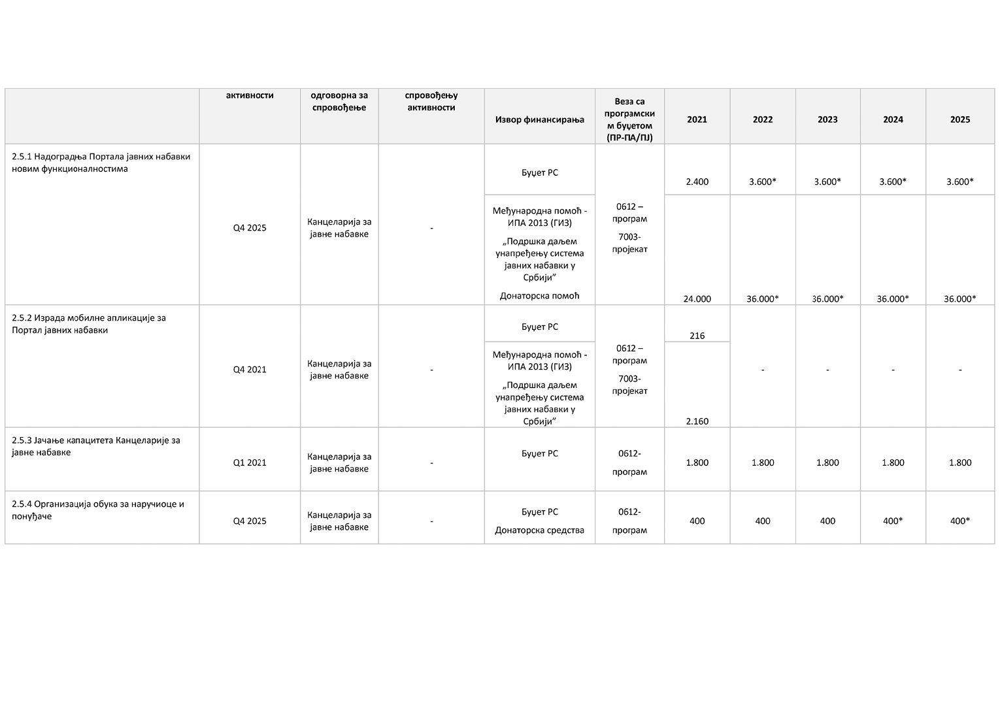 активности
одговорна за
спровођење
спровођењу
активности
Извор финансирања
Веза са
програмски
м буџетом
(ПР-ПА/ПЈ)
2021
2022
2023
2024
2025
2.5.1 Надоградња Портала јавних набавки
новим функционалностима
Q4 2025
Канцеларија за
јавне набавке
-
Буџет РС
0612 –
програм
7003-
пројекат
2.400
3.600*
3.600*
3.600*
3.600*
Међународна помоћ -
ИПА 2013 (ГИЗ)
„Подршка даљем
унапређењу система
јавних набавки у
Србији”
Донаторска помоћ
24.000
36.000*
36.000*
36.000*
36.000*
2.5.2 Израда мобилне апликације за
Портал јавних набавки
Q4 2021
Канцеларија за
јавне набавке
-
Буџет РС
0612 –
програм
7003-
пројекат
216
-
-
-
-
Међународна помоћ -
ИПА 2013 (ГИЗ)
„Подршка даљем
унапређењу система
јавних набавки у
Србији”
2.160
2.5.3 Јачање капацитета Канцеларије за
јавне набавке
Q1 2021
Канцеларија за
јавне набавке
-
Буџет РС
0612-
програм
1.800
1.800
1.800
1.800
1.800
2.5.4 Организација обука за наручиоце и
понуђаче
Q4 2025
Канцеларија за
јавне набавке
-
Буџет РС
Донаторска средства
0612-
програм
400
400
400
400*
400*